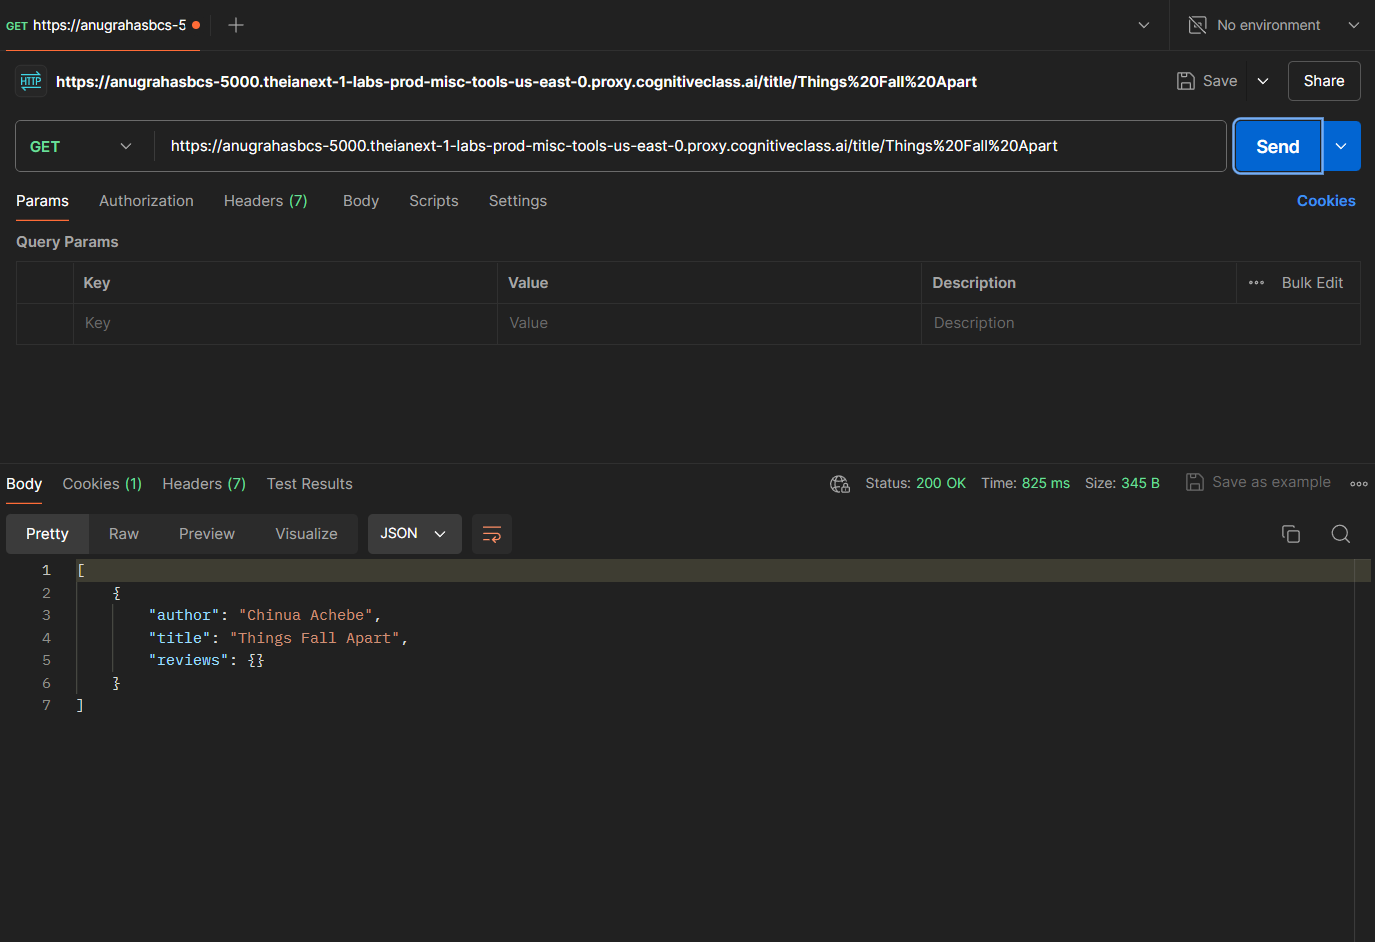 GET https://anugrahasbcs-5
No environment
HTTP https://anugrahasbcs-5000.theianext-1-labs-prod-misc-tools-us-east-0.proxy.cognitiveclass.ai/title/Things%20Fall%20Apart
Save
Share
GET https://anugrahasbcs-5000.theianext-1-labs-prod-misc-tools-us-east-0.proxy.cognitiveclass.ai/title/Things%20Fall%20Apart
Send
Params Authorization Headers (7) Body Scripts Settings Cookies
Query Params
Key Value Description Bulk Edit
Key Value Description
Body Cookies (1) Headers (7) Test Results Status: 200 OK Time: 825 ms Size: 345 B Save as example
Pretty Raw Preview Visualize JSON
1 [
2 {
3 "author": "Chinua Achebe",
4 "title": "Things Fall Apart",
5 "reviews": {}
6 }
7 ]